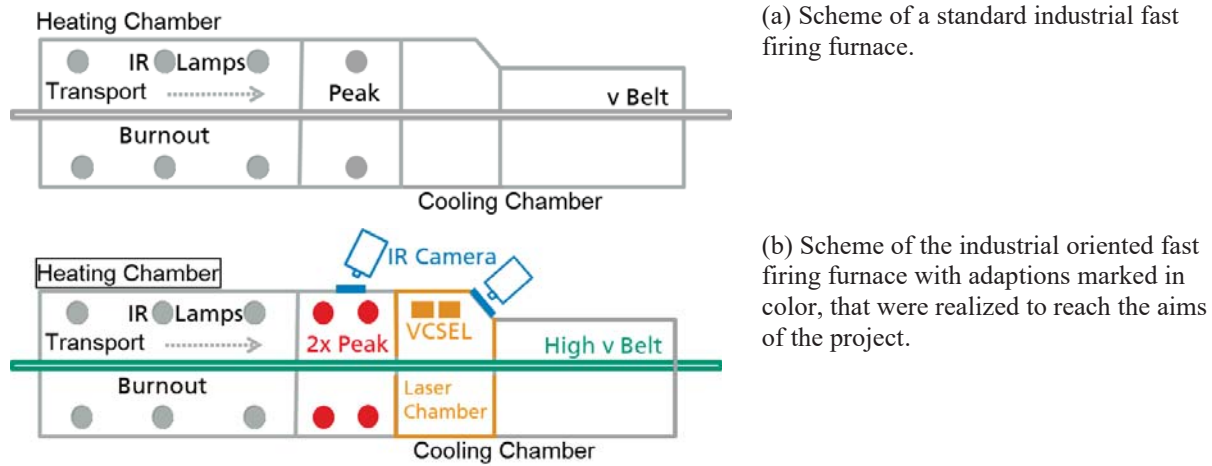 Heating Chamber
IR Lamps
Transport
Peak
v Belt
Burnout
Cooling Chamber
(a) Scheme of a standard industrial fast
firing furnace.
IR Camera
Heating Chamber
IR Lamps
VCSEL
Transport
2x Peak
High v Belt
Burnout
Laser
Chamber
Cooling Chamber
(b) Scheme of the industrial oriented fast
firing furnace with adaptions marked in
color, that were realized to reach the aims
of the project.